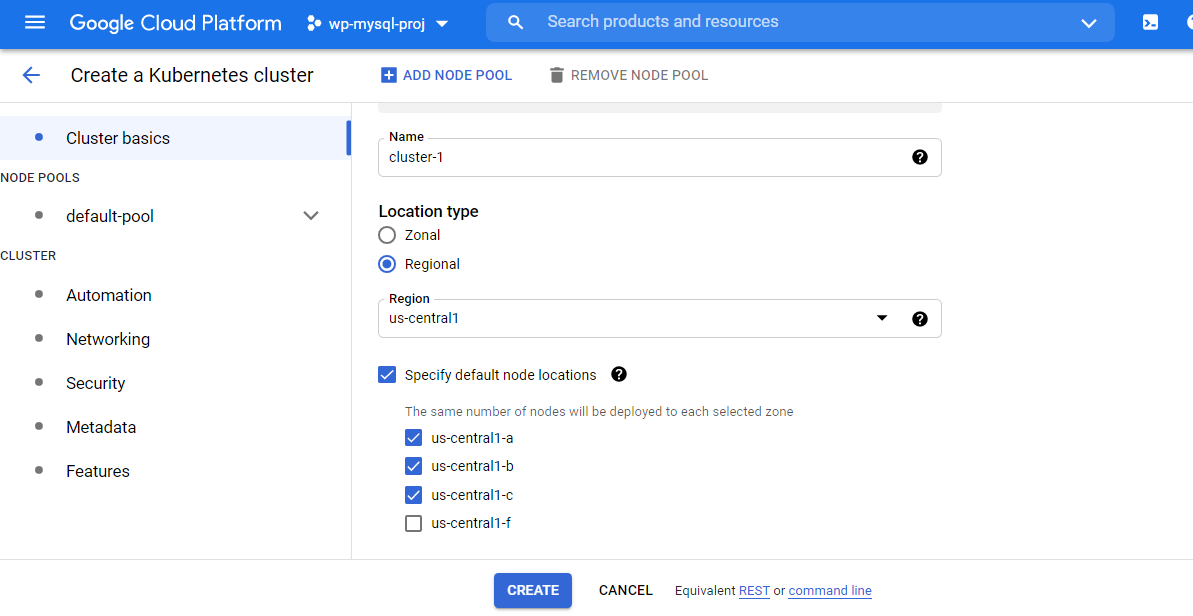 Google Cloud Platform wp-mysql-proj Search products and resources
Create a Kubernetes cluster ADD NODE POOL REMOVE NODE POOL
Cluster basics
NODE POOLS
default-pool
CLUSTER
Automation
Networking
Security
Metadata
Features
Name
cluster-1
Location type
Zonal
Regional
Region
us-central1
Specify default node locations
The same number of nodes will be deployed to each selected zone
us-central1-a
us-central1-b
us-central1-c
us-central1-f
CREATE CANCEL Equivalent REST or command line